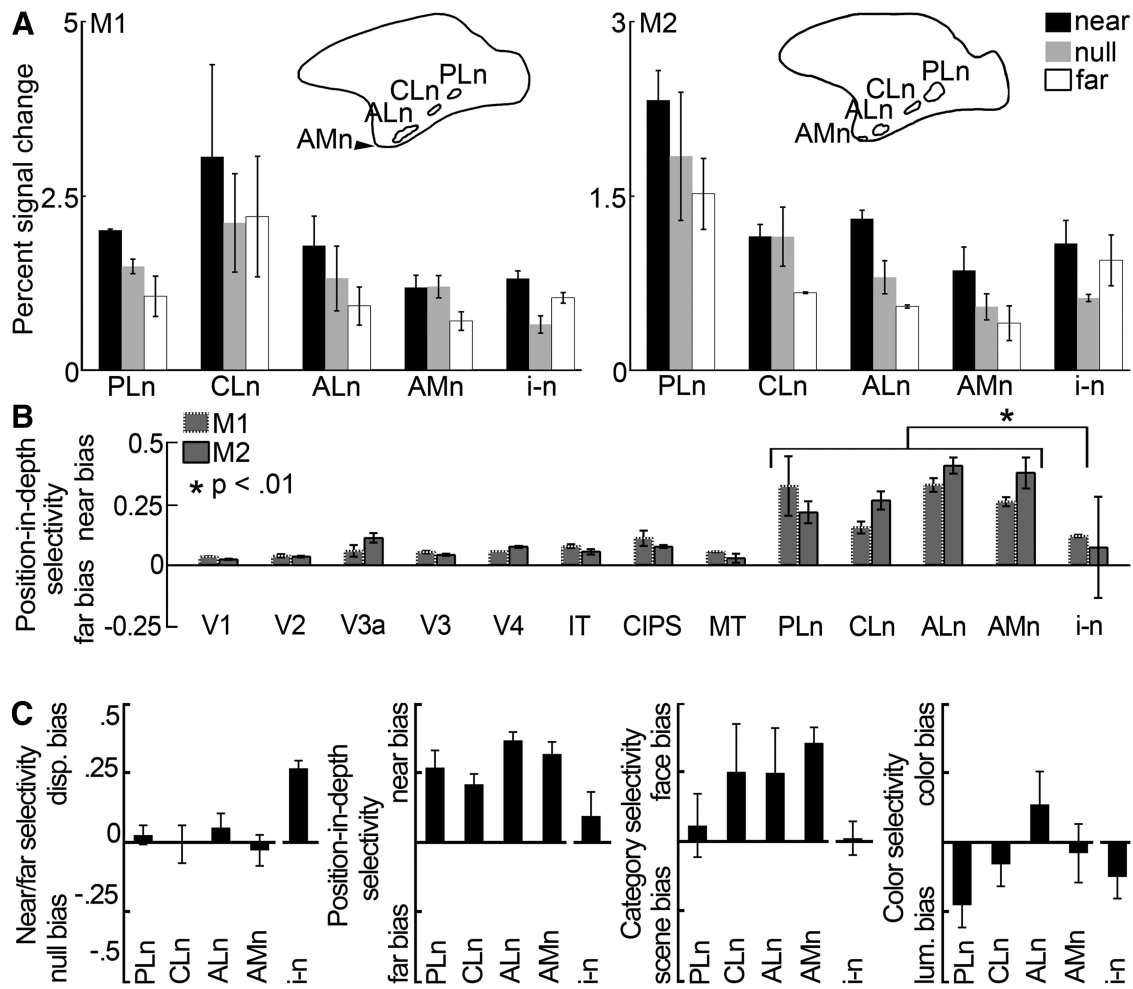 A
5
M1
3
M2
near
null
far
PLn
CLn
ALn
AMn
PLn
CLn
ALn
AMn
Percent signal change
2.5
1.5
0
0
PLn CLn ALn AMn i-n
PLn CLn ALn AMn i-n
B
M1
M2
* p < .01
*
Position-in-depth
selectivity
far bias near bias
0.5
0.25
0
-0.25
V1 V2 V3a V3 V4 IT CIPS MT PLn CLn ALn AMn i-n
C
Near/far selectivity
null bias disp. bias
.5
.25
0
-.25
-.5
PLn CLn ALn AMn i-n
Position-in-depth
selectivity
far bias near bias
PLn CLn ALn AMn i-n
Category selectivity
scene bias face bias
PLn CLn ALn AMn i-n
Color selectivity
lum. bias color bias
PLn CLn ALn AMn i-n